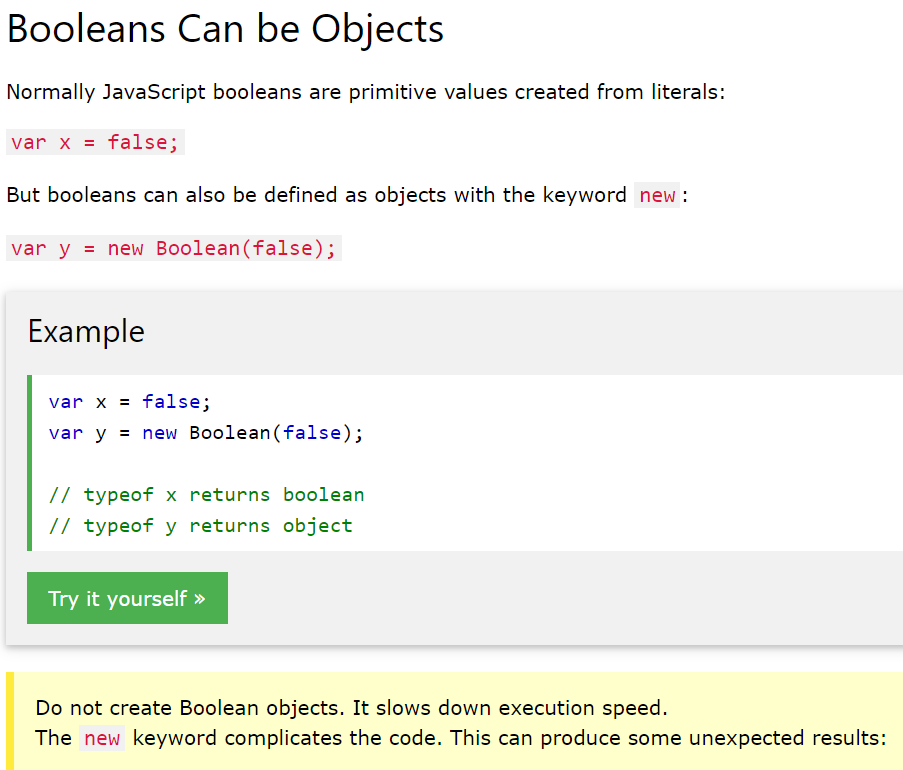 Booleans Can be Objects
Normally JavaScript booleans are primitive values created from literals:
var x = false;
But booleans can also be defined as objects with the keyword new:
var y = new Boolean(false);
Example
var x = false;
var y = new Boolean(false);
// typeof x returns boolean
// typeof y returns object
Try it yourself »
Do not create Boolean objects. It slows down execution speed.
The new keyword complicates the code. This can produce some unexpected results: